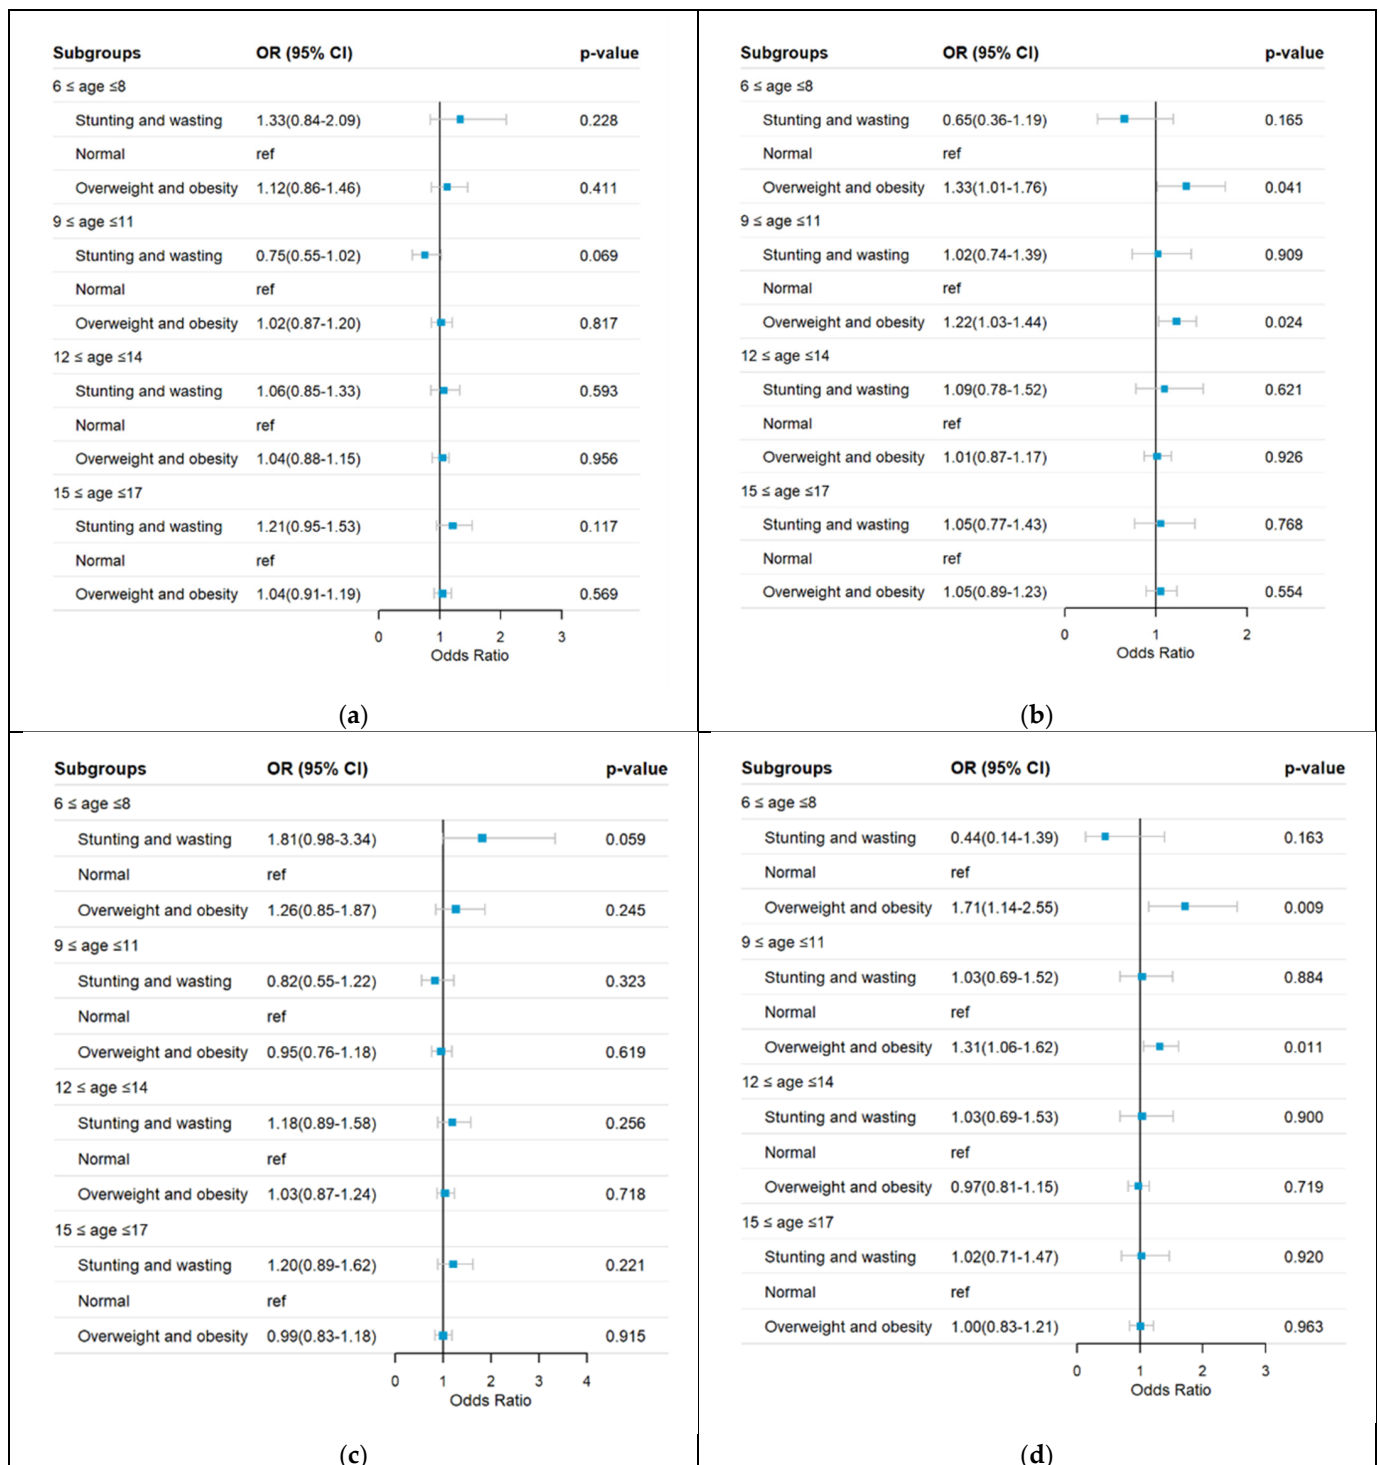 Subgroups OR (95% CI) p-value
6 ≤ age ≤8
Stunting and wasting 1.33(0.84-2.09) 0.228
Normal ref
Overweight and obesity 1.12(0.86-1.46) 0.411
9 ≤ age ≤11
Stunting and wasting 0.75(0.55-1.02) 0.069
Normal ref
Overweight and obesity 1.02(0.87-1.20) 0.817
12 ≤ age ≤14
Stunting and wasting 1.06(0.85-1.33) 0.593
Normal ref
Overweight and obesity 1.04(0.88-1.15) 0.956
15 ≤ age ≤17
Stunting and wasting 1.21(0.95-1.53) 0.117
Normal ref
Overweight and obesity 1.04(0.91-1.19) 0.569
0 1 2 3
Odds Ratio
(a)
Subgroups OR (95% CI) p-value
6 ≤ age ≤8
Stunting and wasting 0.65(0.36-1.19) 0.165
Normal ref
Overweight and obesity 1.33(1.01-1.76) 0.041
9 ≤ age ≤11
Stunting and wasting 1.02(0.74-1.39) 0.909
Normal ref
Overweight and obesity 1.22(1.03-1.44) 0.024
12 ≤ age ≤14
Stunting and wasting 1.09(0.78-1.52) 0.621
Normal ref
Overweight and obesity 1.01(0.87-1.17) 0.926
15 ≤ age ≤17
Stunting and wasting 1.05(0.77-1.43) 0.768
Normal ref
Overweight and obesity 1.05(0.89-1.23) 0.554
0 1 2
Odds Ratio
(b)
Subgroups OR (95% CI) p-value
6 ≤ age ≤8
Stunting and wasting 1.81(0.98-3.34) 0.059
Normal ref
Overweight and obesity 1.26(0.85-1.87) 0.245
9 ≤ age ≤11
Stunting and wasting 0.82(0.55-1.22) 0.323
Normal ref
Overweight and obesity 0.95(0.76-1.18) 0.619
12 ≤ age ≤14
Stunting and wasting 1.18(0.89-1.58) 0.256
Normal ref
Overweight and obesity 1.03(0.87-1.24) 0.718
15 ≤ age ≤17
Stunting and wasting 1.20(0.89-1.62) 0.221
Normal ref
Overweight and obesity 0.99(0.83-1.18) 0.915
0 1 2 3 4
Odds Ratio
(c)
Subgroups OR (95% CI) p-value
6 ≤ age ≤8
Stunting and wasting 0.44(0.14-1.39) 0.163
Normal ref
Overweight and obesity 1.71(1.14-2.55) 0.009
9 ≤ age ≤11
Stunting and wasting 1.03(0.69-1.52) 0.884
Normal ref
Overweight and obesity 1.31(1.06-1.62) 0.011
12 ≤ age ≤14
Stunting and wasting 1.03(0.69-1.53) 0.900
Normal ref
Overweight and obesity 0.97(0.81-1.15) 0.719
15 ≤ age ≤17
Stunting and wasting 1.02(0.71-1.47) 0.920
Normal ref
Overweight and obesity 1.00(0.83-1.21) 0.963
0 1 2 3
Odds Ratio
(d)